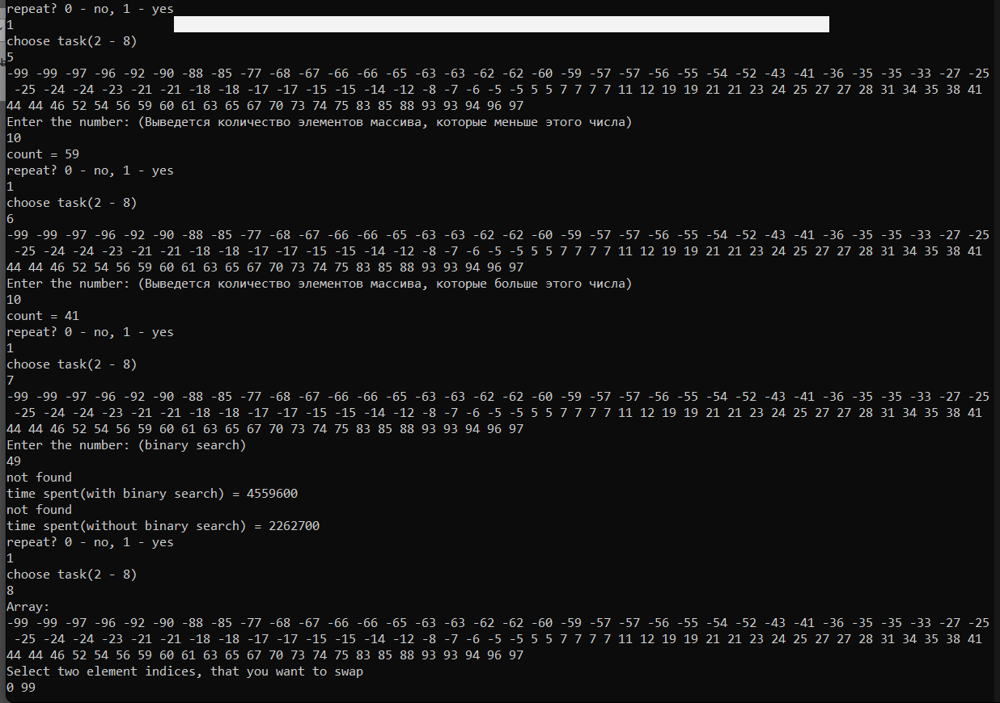 repeat? 0 - no, 1 - yes
1
choose task(2 - 8)
5
-99 -99 -97 -96 -92 -90 -88 -85 -77 -68 -67 -66 -66 -65 -63 -63 -62 -62 -60 -59 -57 -57 -56 -55 -54 -52 -43 -41 -36 -35 -35 -33 -27 -25
-25 -24 -24 -23 -21 -21 -18 -18 -17 -17 -15 -15 -14 -12 -8 -7 -6 -5 -5 5 5 7 7 7 7 11 12 19 19 21 21 23 24 25 27 27 28 31 34 35 38 41
44 44 46 52 54 56 59 60 61 63 65 67 70 73 74 75 83 85 88 93 93 94 96 97
Enter the number: (Выведется количество элементов массива, которые меньше этого числа)
10
count = 59
repeat? 0 - no, 1 - yes
1
choose task(2 - 8)
6
-99 -99 -97 -96 -92 -90 -88 -85 -77 -68 -67 -66 -66 -65 -63 -63 -62 -62 -60 -59 -57 -57 -56 -55 -54 -52 -43 -41 -36 -35 -35 -33 -27 -25
-25 -24 -24 -23 -21 -21 -18 -18 -17 -17 -15 -15 -14 -12 -8 -7 -6 -5 -5 5 5 7 7 7 7 11 12 19 19 21 21 23 24 25 27 27 28 31 34 35 38 41
44 44 46 52 54 56 59 60 61 63 65 67 70 73 74 75 83 85 88 93 93 94 96 97
Enter the number: (Выведется количество элементов массива, которые больше этого числа)
10
count = 41
repeat? 0 - no, 1 - yes
1
choose task(2 - 8)
7
-99 -99 -97 -96 -92 -90 -88 -85 -77 -68 -67 -66 -66 -65 -63 -63 -62 -62 -60 -59 -57 -57 -56 -55 -54 -52 -43 -41 -36 -35 -35 -33 -27 -25
-25 -24 -24 -23 -21 -21 -18 -18 -17 -17 -15 -15 -14 -12 -8 -7 -6 -5 -5 5 5 7 7 7 7 11 12 19 19 21 21 23 24 25 27 27 28 31 34 35 38 41
44 44 46 52 54 56 59 60 61 63 65 67 70 73 74 75 83 85 88 93 93 94 96 97
Enter the number: (binary search)
49
not found
time spent(with binary search) = 4559600
not found
time spent(without binary search) = 2262700
repeat? 0 - no, 1 - yes
1
choose task(2 - 8)
8
Array:
-99 -99 -97 -96 -92 -90 -88 -85 -77 -68 -67 -66 -66 -65 -63 -63 -62 -62 -60 -59 -57 -57 -56 -55 -54 -52 -43 -41 -36 -35 -35 -33 -27 -25
-25 -24 -24 -23 -21 -21 -18 -18 -17 -17 -15 -15 -14 -12 -8 -7 -6 -5 -5 5 5 7 7 7 7 11 12 19 19 21 21 23 24 25 27 27 28 31 34 35 38 41
44 44 46 52 54 56 59 60 61 63 65 67 70 73 74 75 83 85 88 93 93 94 96 97
Select two element indices, that you want to swap
0 99